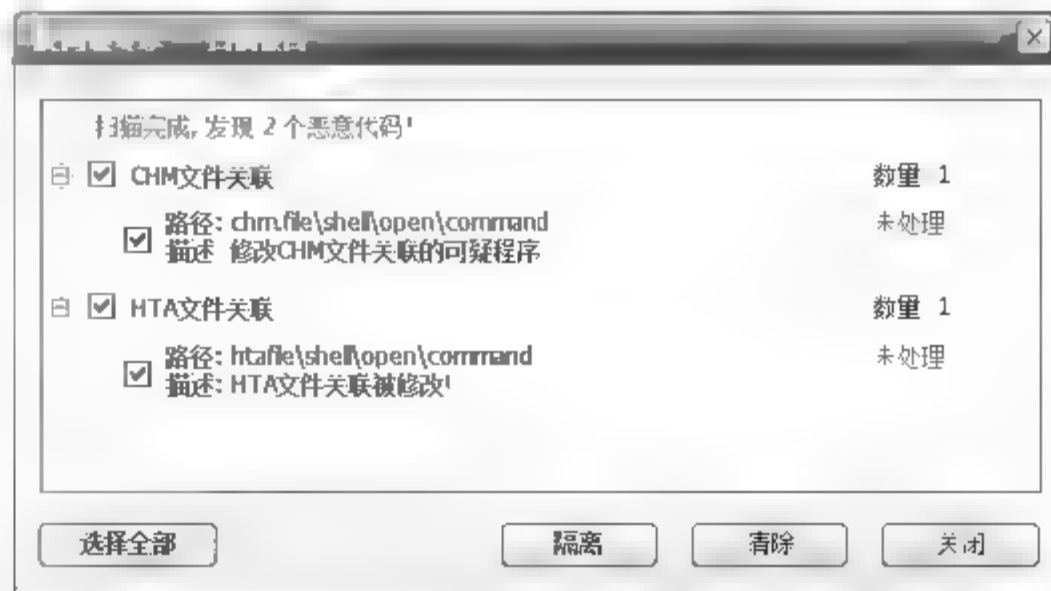 扫描完成, 发现 2 个恶意代码!
CHM文件关联 数量 1
路径: chm.file\shell\open\command 未处理
描述 修改CHM文件关联的可疑程序
HTA文件关联 数量 1
路径: htafile\shell\open\command 未处理
描述: HTA文件关联被修改!
选择全部 隔离 清除 关闭